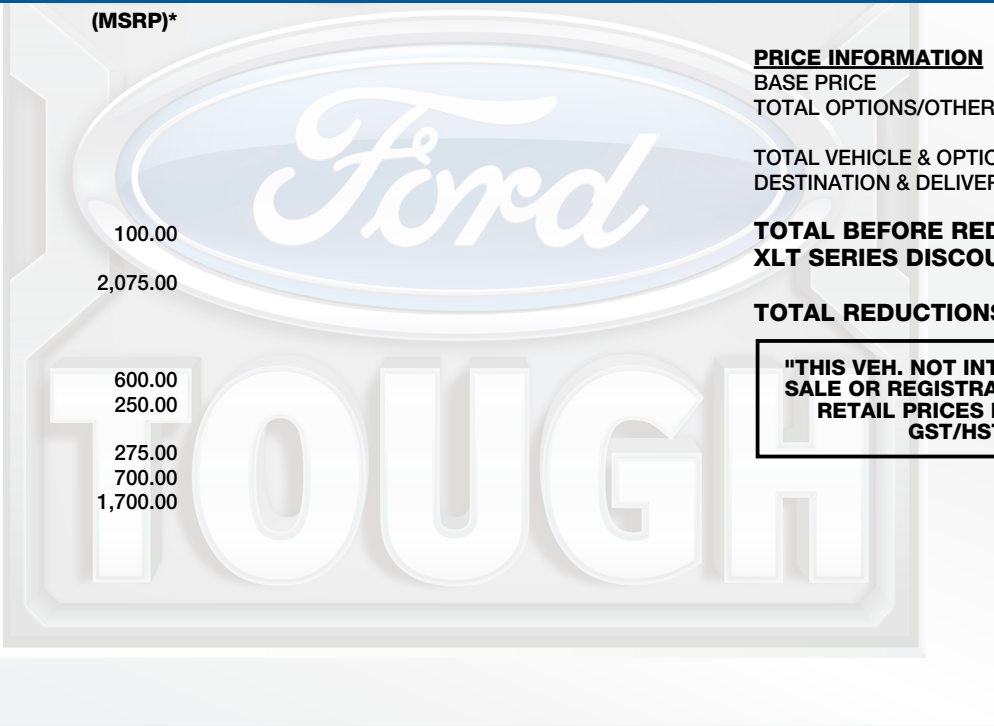 (MSRP)*
100.00
2,075.00
600.00
250.00
275.00
700.00
1,700.00
Ford
TOUGH
PRICE INFORMATION
BASE PRICE
TOTAL OPTIONS/OTHER
TOTAL VEHICLE & OPTIO
DESTINATION & DELIVER
TOTAL BEFORE RED
XLT SERIES DISCOU
TOTAL REDUCTIONS
"THIS VEH. NOT INT
SALE OR REGISTRA
RETAIL PRICES
GST/HST